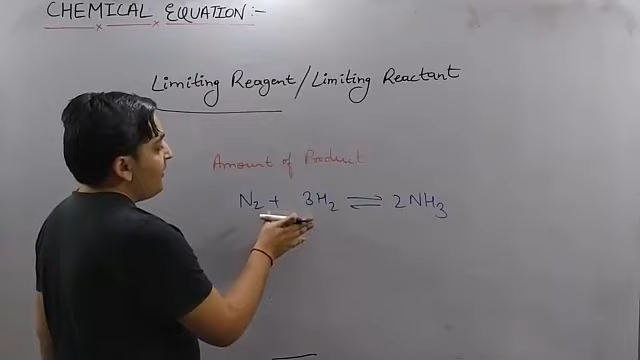 CHEMICAL EQUATION:-
Limiting Reagent/Limiting Reactant
Amount of Product
N₂ + 3H₂ ⇌ 2NH₃